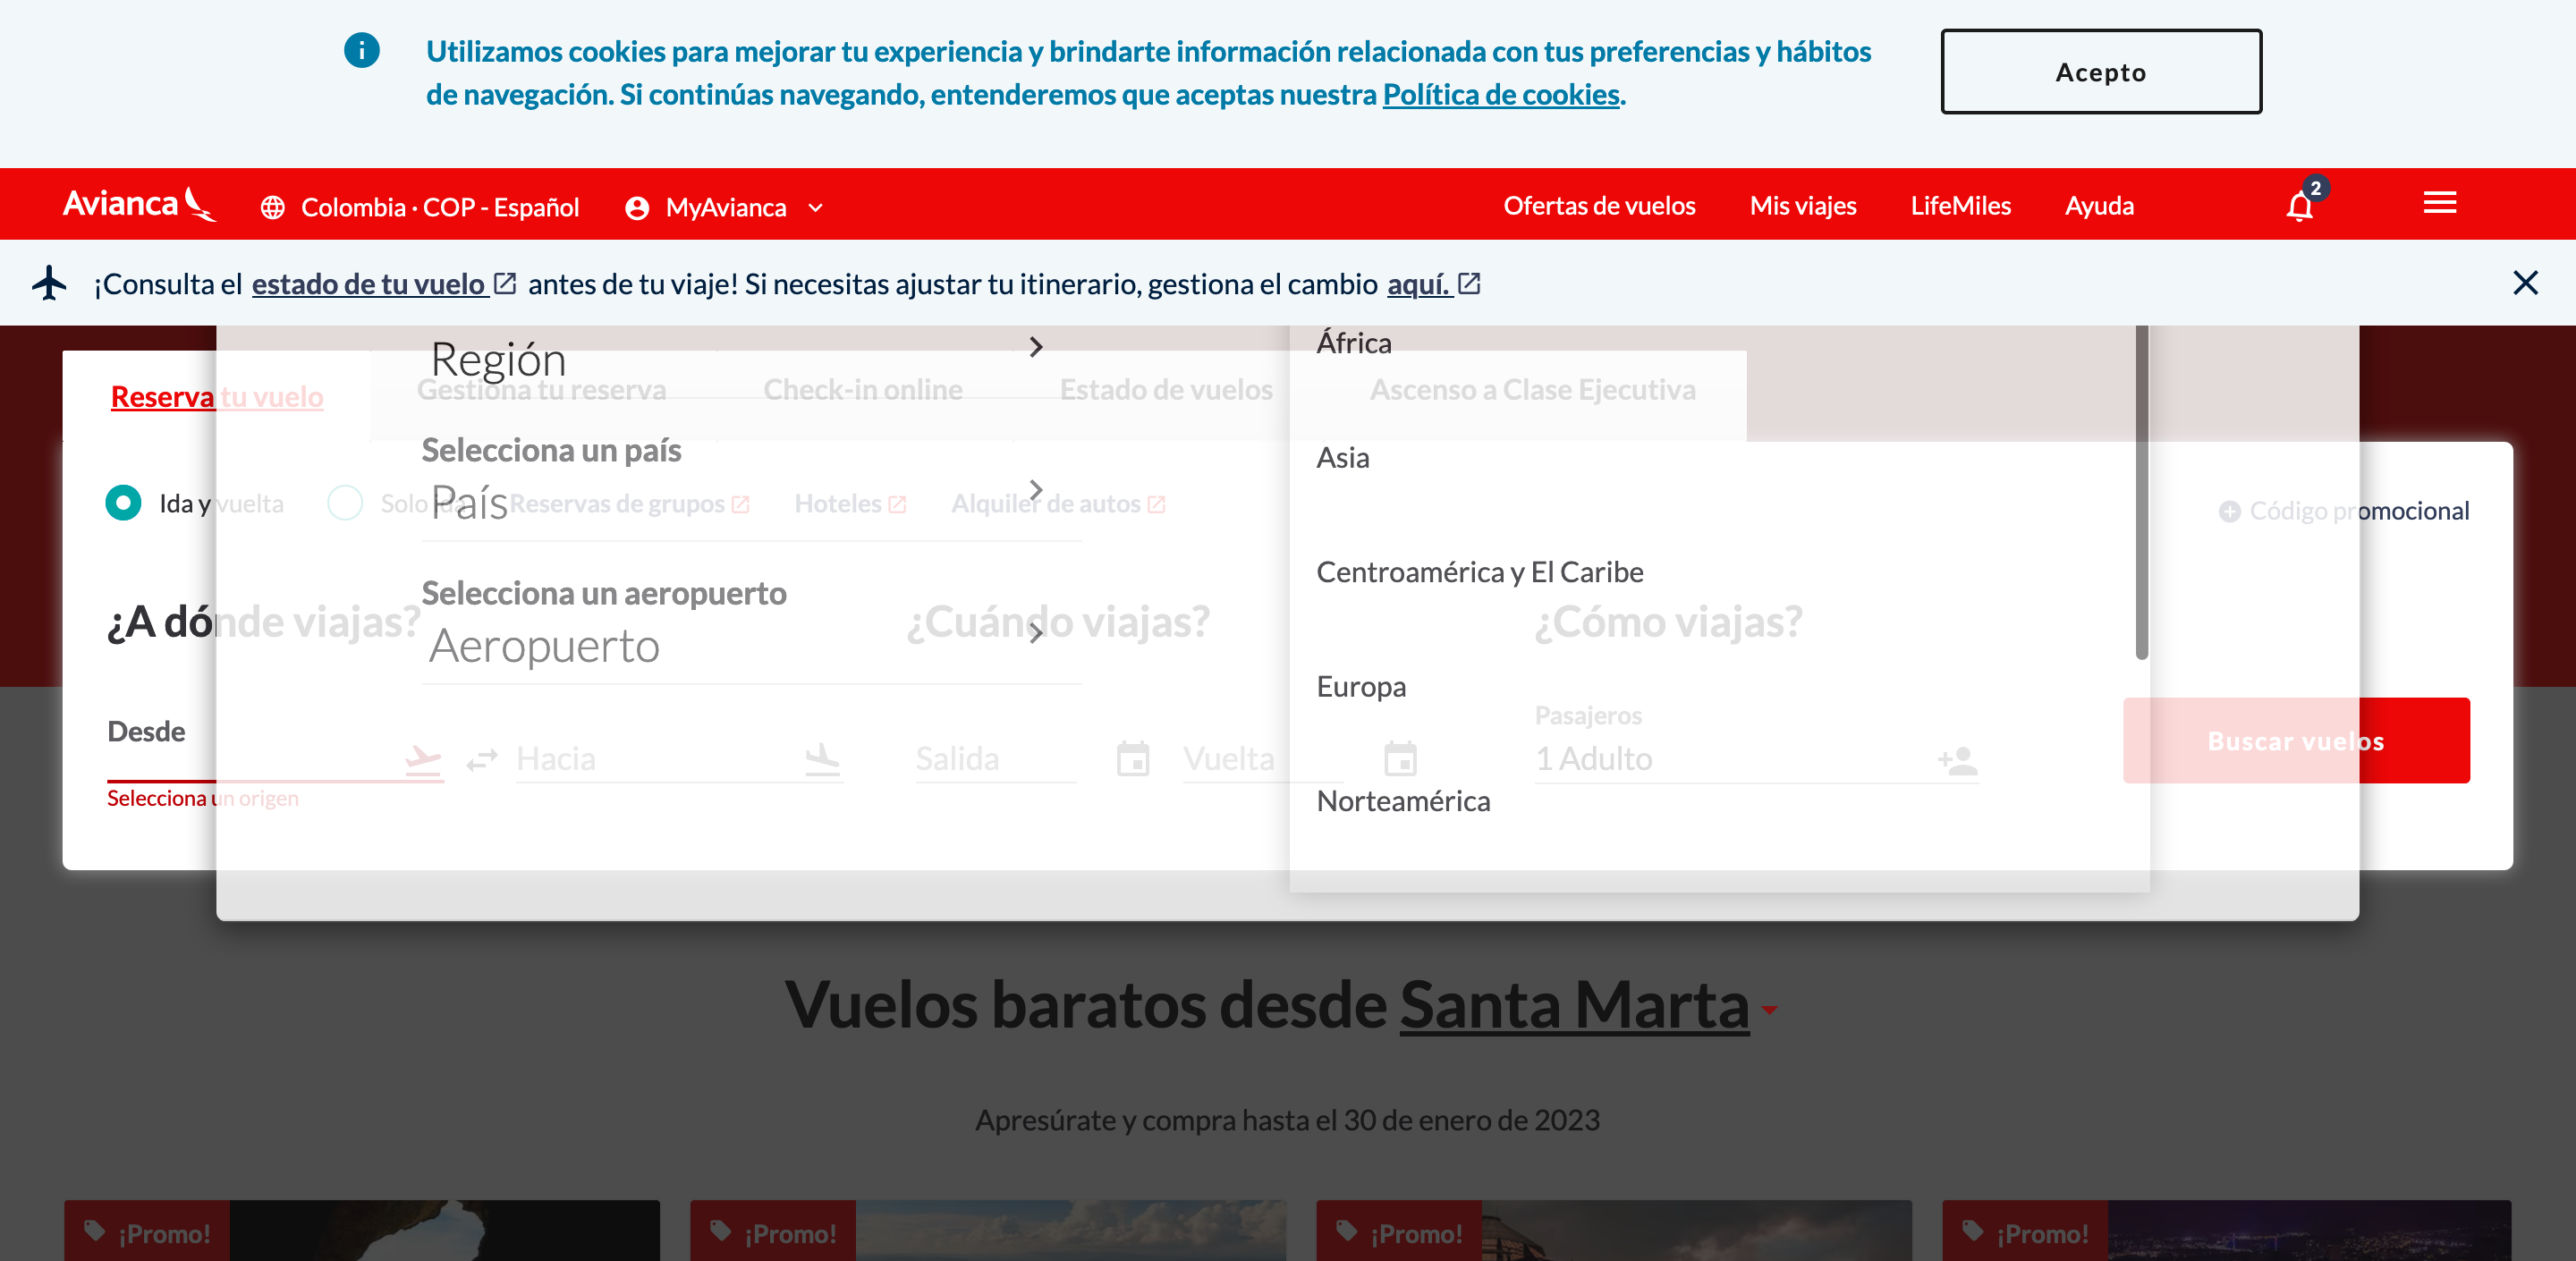 Utilizamos cookies para mejorar tu experiencia y brindarte información relacionada con tus preferencias y hábitos
de navegación. Si continúas navegando, entenderemos que aceptas nuestra Política de cookies.
Acepto
Avianca
Colombia · COP - Español
MyAvianca
Ofertas de vuelos
Mis viajes
LifeMiles
Ayuda
2
¡Consulta el estado de tu vuelo antes de tu viaje! Si necesitas ajustar tu itinerario, gestiona el cambio aquí.
Región
África
Reserva tu vuelo
Gestiona tu reserva
Check-in online
Estado de vuelos
Ascenso a Clase Ejecutiva
Selecciona un país
Asia
País
Ida y vuelta
Solo ida
Reservas de grupos
Hoteles
Alquiler de autos
Código promocional
Centroamérica y El Caribe
Selecciona un aeropuerto
Aeropuerto
¿A dónde viajas?
¿Cuándo viajas?
¿Cómo viajas?
Europa
Desde
Hacia
Salida
Vuelta
Pasajeros
1 Adulto
Buscar vuelos
Selecciona un origen
Norteamérica
Vuelos baratos desde Santa Marta
Apresúrate y compra hasta el 30 de enero de 2023
¡Promo!
¡Promo!
¡Promo!
¡Promo!